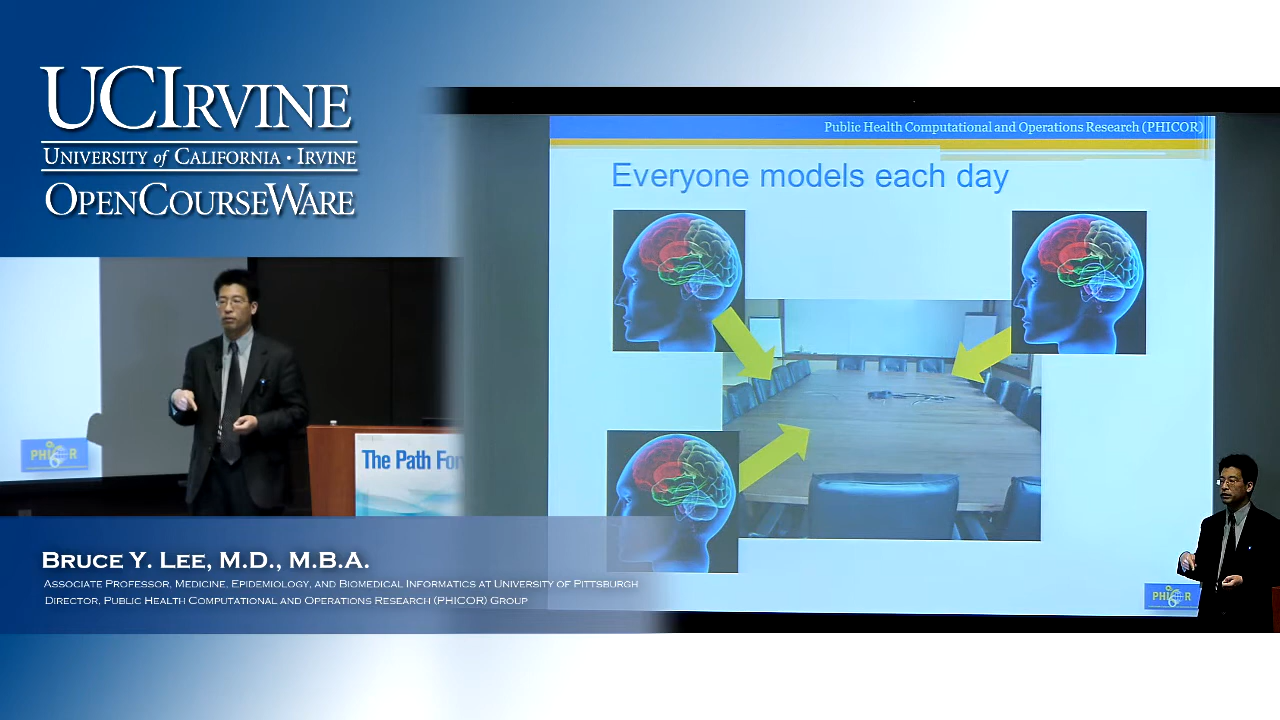 UCIRVINE
UNIVERSITY of CALIFORNIA · IRVINE
OPENCOURSEWARE
Public Health Computational and Operations Research (PHICOR)
Everyone models each day
PHICOR
The Path For
PHICOR
BRUCE Y. LEE, M.D., M.B.A.
ASSOCIATE PROFESSOR, MEDICINE, EPIDEMIOLOGY, AND BIOMEDICAL INFORMATICS AT UNIVERSITY OF PITTSBURGH
DIRECTOR, PUBLIC HEALTH COMPUTATIONAL AND OPERATIONS RESEARCH (PHICOR) GROUP